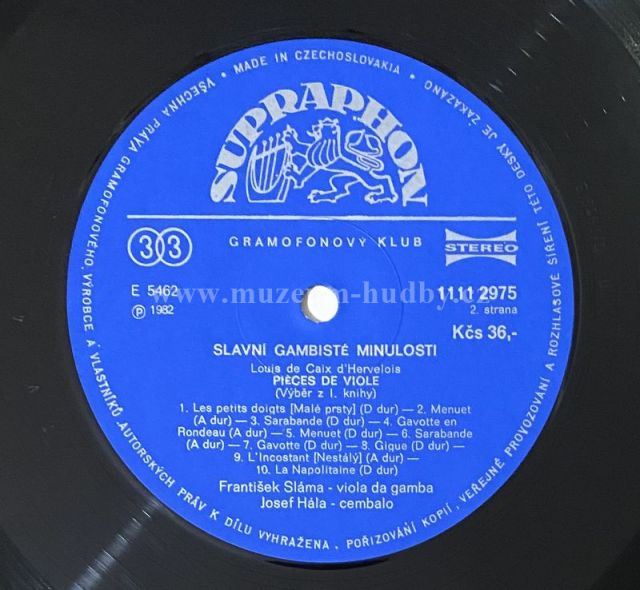 • MADE IN CZECHOSLOVAKIA • VŠECHNA PRÁVA GRAMOFONOVÉHO VÝROBCE A VLASTNÍKŮ AUTORSKÝCH PRÁV K DÍLU VYHRAŽENA. POŘIZOVÁNÍ KOPIÍ, VEŘEJNÉ PROVOZOVÁNÍ A ROZHLASOVÉ ŠÍŘENÍ TÉTO DESKY JE ZAKÁZÁNO
SUPRAPHON
33 GRAMOFONOVÝ KLUB STEREO
E 5462 1111 2975
www.muzeum-hudby.cz
Ⓟ 1982 2. strana
Kčs 36,-
SLAVNÍ GAMBISTÉ MINULOSTI
Louis de Caix d'Hervelois
PIÈCES DE VIOLE
(Výběr z I. knihy)
1. Les petits doigts [Malé prsty] (D dur) — 2. Menuet
(A dur) — 3. Sarabande (D dur) — 4. Gavotte en
Rondeau (A dur) — 5. Menuet (D dur) — 6. Sarabande
(A dur) — 7. Gavotte (D dur) — 8. Gigue (D dur) —
9. L'Incostant [Nestálý] (A dur) —
10. La Napolitaine (D dur)
František Sláma - viola da gamba
Josef Hála - cembalo